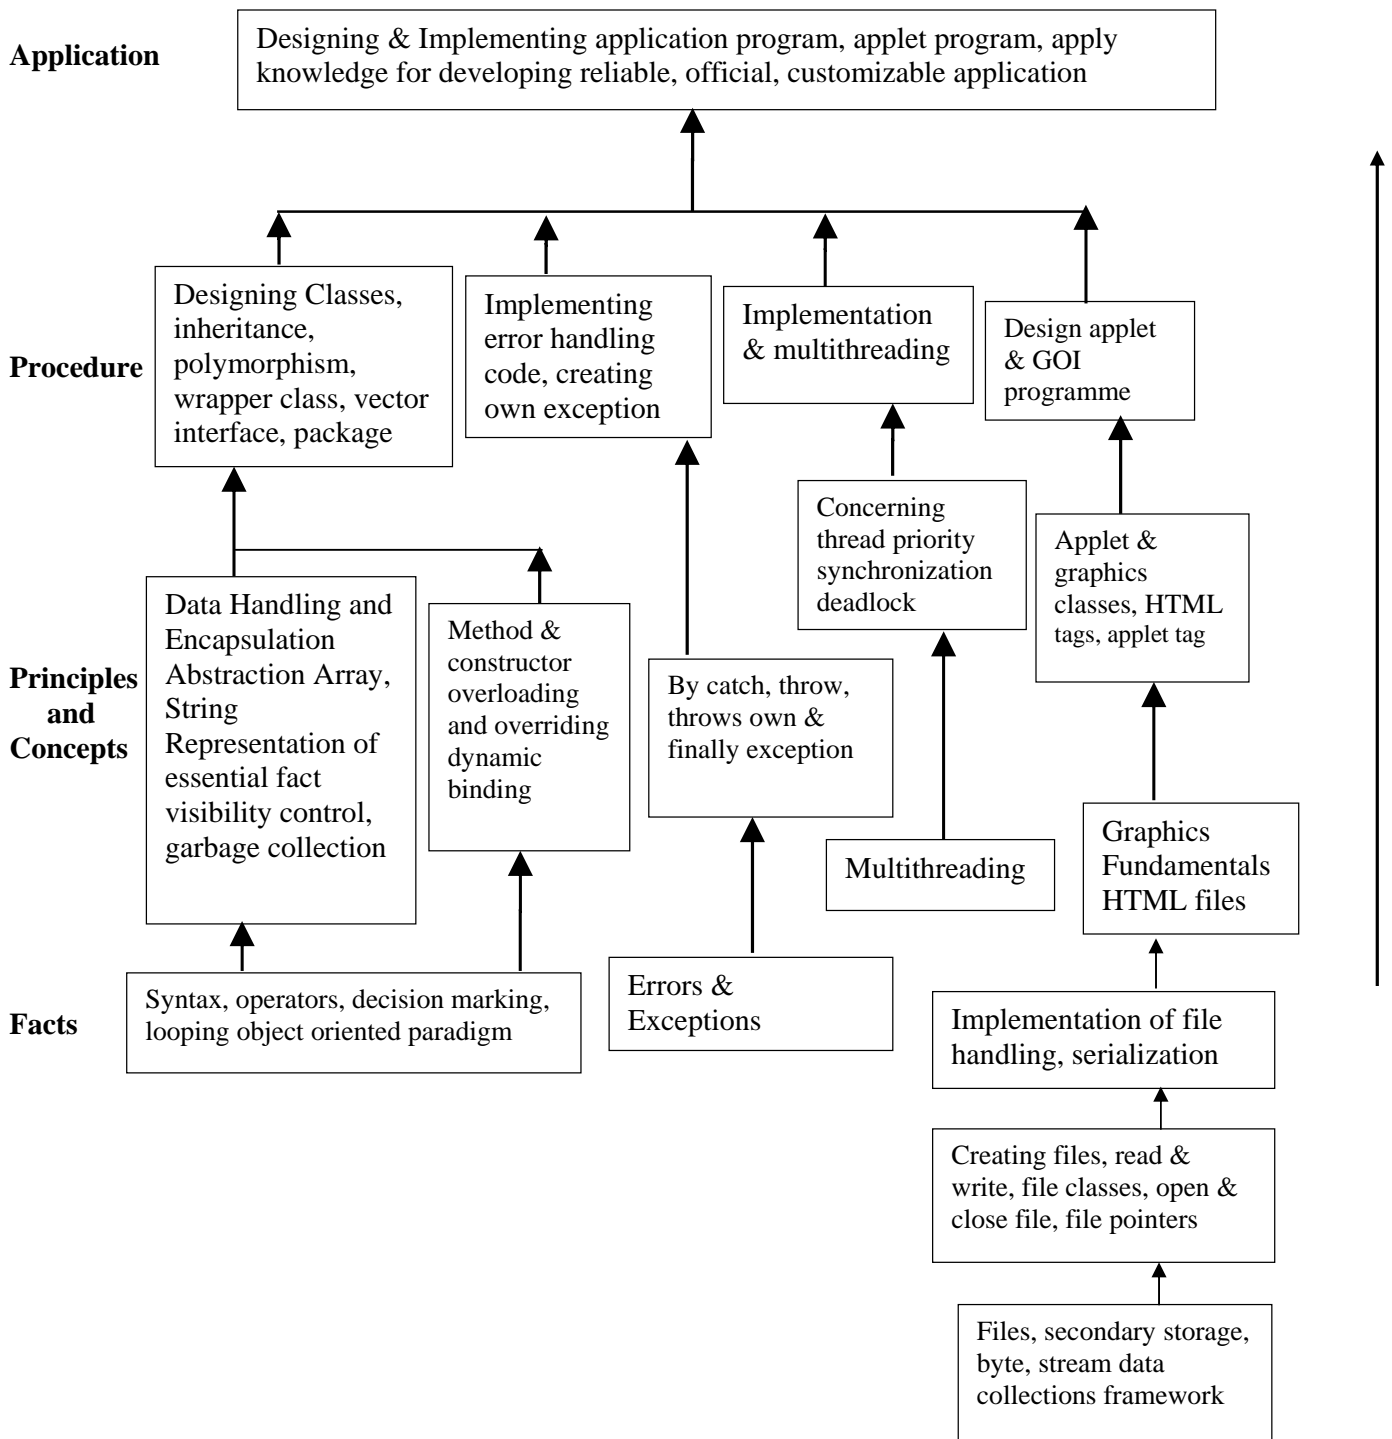 Application
Designing & Implementing application program, applet program, apply
knowledge for developing reliable, official, customizable application
Procedure
Designing Classes,
inheritance,
polymorphism,
wrapper class, vector
interface, package
Implementing
error handling
code, creating
own exception
Implementation
& multithreading
Design applet
& GOI
programme
Principles
and
Concepts
Data Handling and
Encapsulation
Abstraction Array,
String
Representation of
essential fact
visibility control,
garbage collection
Method &
constructor
overloading
and overriding
dynamic
binding
By catch, throw,
throws own &
finally exception
Concerning
thread priority
synchronization
deadlock
Applet &
graphics
classes, HTML
tags, applet tag
Multithreading
Graphics
Fundamentals
HTML files
Facts
Syntax, operators, decision marking,
looping object oriented paradigm
Errors &
Exceptions
Implementation of file
handling, serialization
Creating files, read &
write, file classes, open &
close file, file pointers
Files, secondary storage,
byte, stream data
collections framework